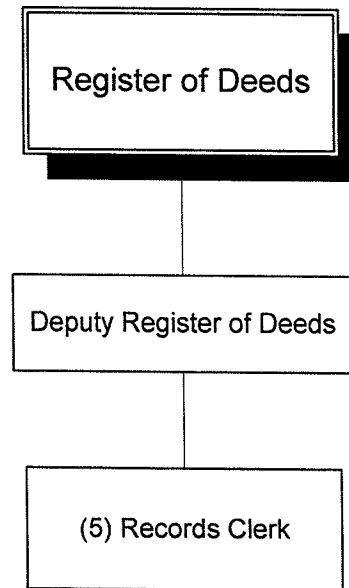 Register of Deeds
Deputy Register of Deeds
(5) Records Clerk